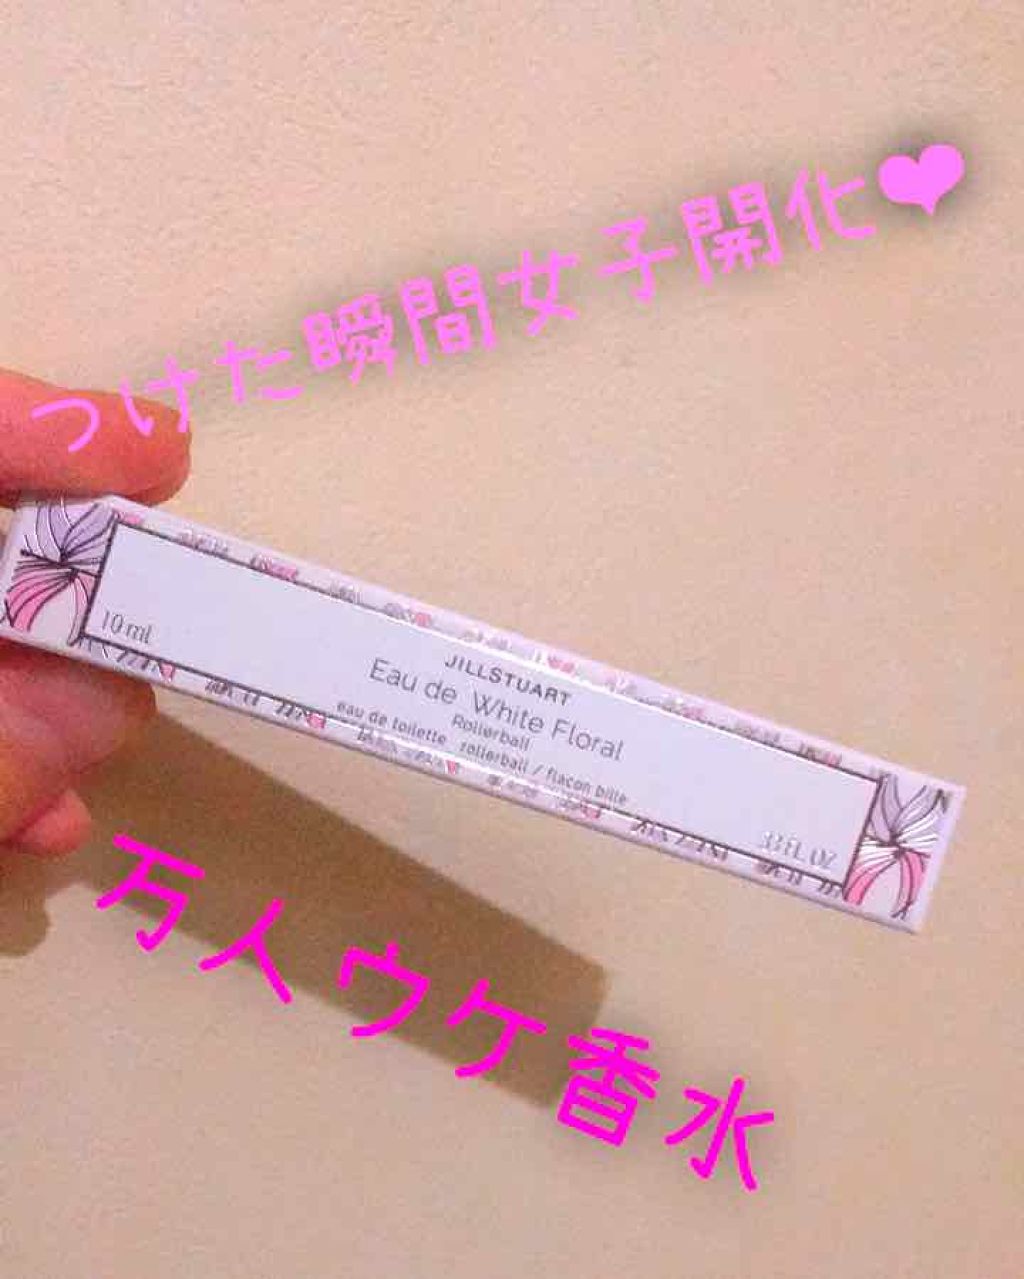 つけた瞬間女子開化❤
10 ml
JILLSTUART
Eau de White Floral
Rollerball
eau de toilette rollerball / flacon bille
.33 FL OZ
万人ウケ香水